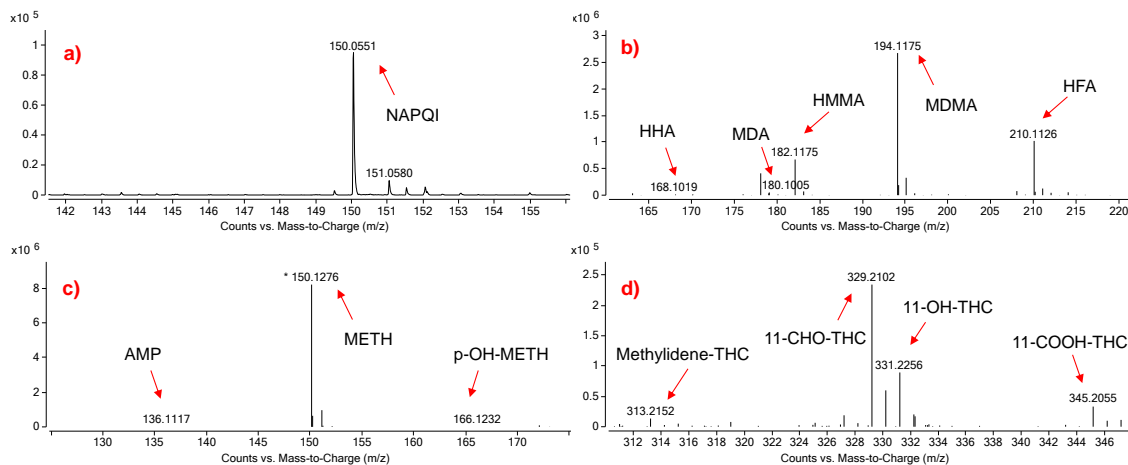 x10 5
a)
1
0.8
0.6
0.4
0.2
0
150.0551
NAPQI
151.0580
142 143 144 145 146 147 148 149 150 151 152 153 154 155
Counts vs. Mass-to-Charge (m/z)
x10 6
b)
3
2.5
2
1.5
1
0.5
0
194.1175
MDMA
HFA
210.1126
HMMA
182.1175
MDA
180.1005
HHA
168.1019
165 170 175 180 185 190 195 200 205 210 215 220
Counts vs. Mass-to-Charge (m/z)
x10 6
c)
8
6
4
2
0
* 150.1276
METH
AMP
136.1117
p-OH-METH
166.1232
130 135 140 145 150 155 160 165 170
Counts vs. Mass-to-Charge (m/z)
x10 5
d)
2.5
2
1.5
1
0.5
0
329.2102
11-CHO-THC
11-OH-THC
331.2256
11-COOH-THC
345.2055
Methylidene-THC
313.2152
312 314 316 318 320 322 324 326 328 330 332 334 336 338 340 342 344 346
Counts vs. Mass-to-Charge (m/z)